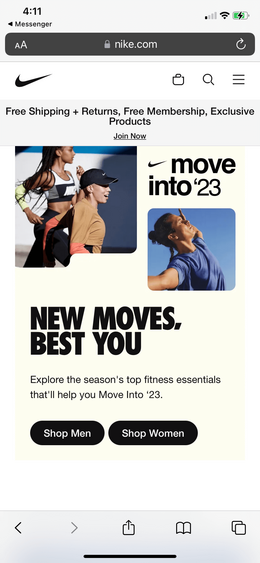 4:11
Messenger
AA
nike.com
Free Shipping + Returns, Free Membership, Exclusive
Products
Join Now
move
into '23
NEW MOVES,
BEST YOU
Explore the season's top fitness essentials
that'll help you Move Into '23.
Shop Men
Shop Women